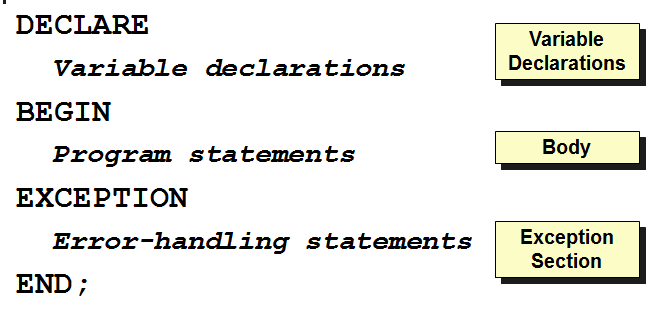 DECLARE
Variable declarations
BEGIN
Program statements
EXCEPTION
Error-handling statements
END;
Variable
Declarations
Body
Exception
Section